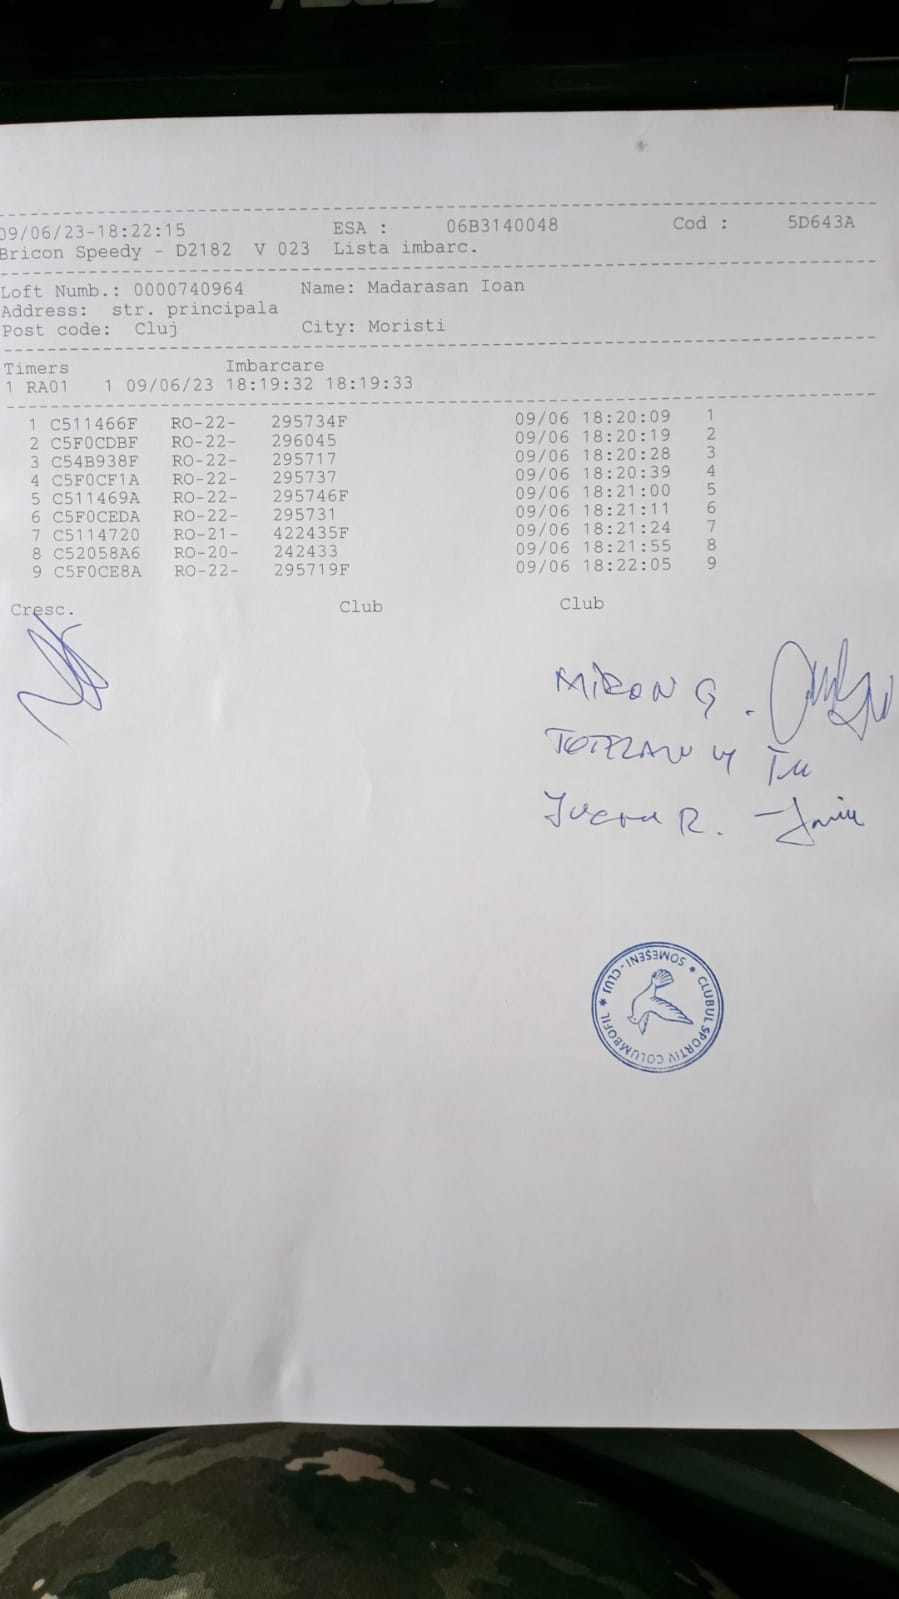 09/06/23-18:22:15 ESA : 06B3140048 Cod : 5D643A
Bricon Speedy - D2182 V 023 Lista imbarc.
Loft Numb.: 0000740964 Name: Madarasan Ioan
Address: str. principala
Post code: Cluj City: Moristi
Timers Imbarcare
1 RA01 1 09/06/23 18:19:32 18:19:33
1 C511466F RO-22- 295734F 09/06 18:20:09 1
2 C5F0CDBF RO-22- 296045 09/06 18:20:19 2
3 C54B938F RO-22- 295717 09/06 18:20:28 3
4 C5F0CF1A RO-22- 295737 09/06 18:20:39 4
5 C511469A RO-22- 295746F 09/06 18:21:00 5
6 C5F0CEDA RO-22- 295731 09/06 18:21:11 6
7 C5114720 RO-21- 422435F 09/06 18:21:24 7
8 C52058A6 RO-20- 242433 09/06 18:21:55 8
9 C5F0CE8A RO-22- 295719F 09/06 18:22:05 9
Cresc. Club Club
MIRON G.
R.
CLUBUL SPORTIV COLUMBOFIL * SOMEȘENI - CLUJ *